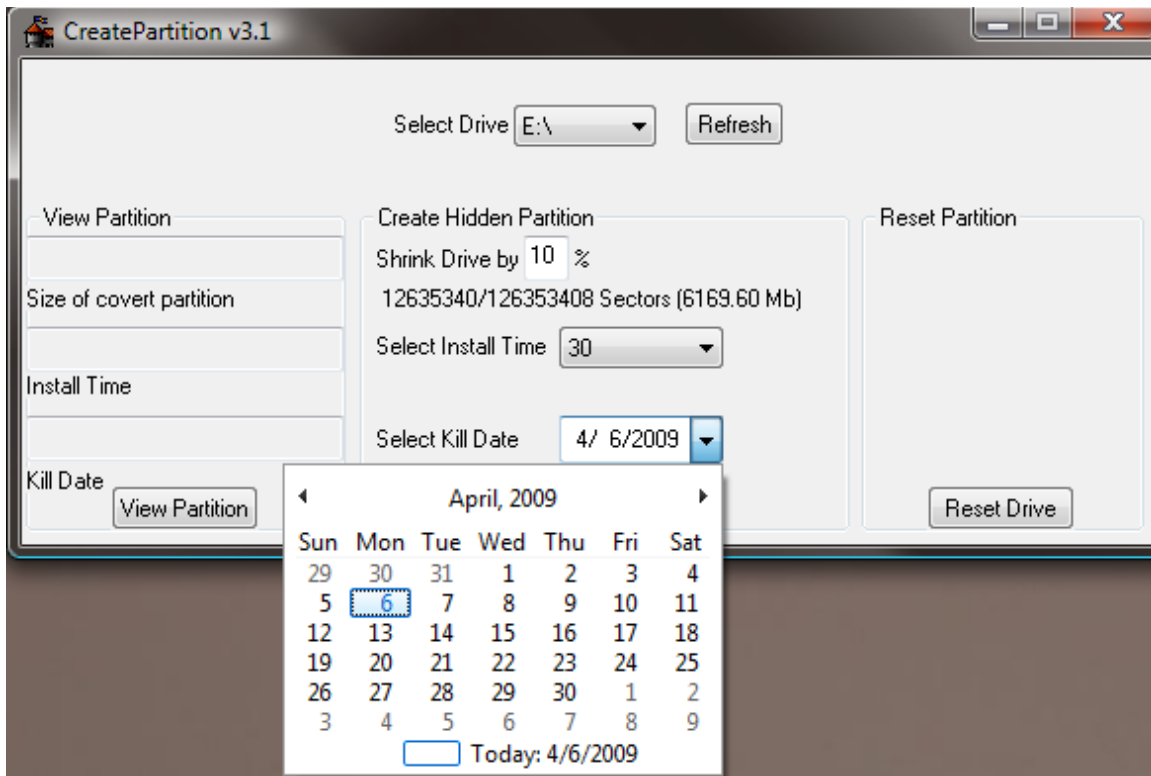 CreatePartition v3.1
Select Drive E:\ Refresh
View Partition
Size of covert partition
Install Time
Kill Date
View Partition
Create Hidden Partition
Shrink Drive by 10 %
12635340/126353408 Sectors (6169.60 Mb)
Select Install Time 30
Select Kill Date 4/ 6/2009
Reset Partition
Reset Drive
April, 2009
Sun Mon Tue Wed Thu Fri Sat
29 30 31 1 2 3 4
5 6 7 8 9 10 11
12 13 14 15 16 17 18
19 20 21 22 23 24 25
26 27 28 29 30 1 2
3 4 5 6 7 8 9
Today: 4/6/2009